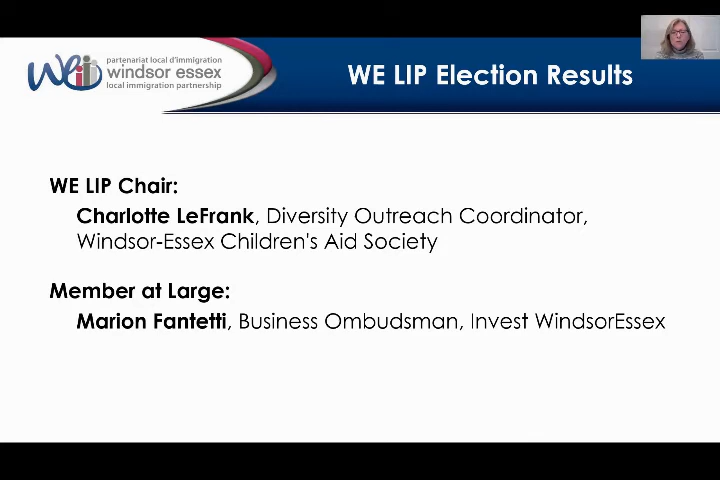 WE LIP Election Results
we
partenariat local d'immigration
windsor essex
local immigration partnership
WE LIP Chair:
Charlotte LeFrank, Diversity Outreach Coordinator,
Windsor-Essex Children's Aid Society
Member at Large:
Marion Fantetti, Business Ombudsman, Invest WindsorEssex